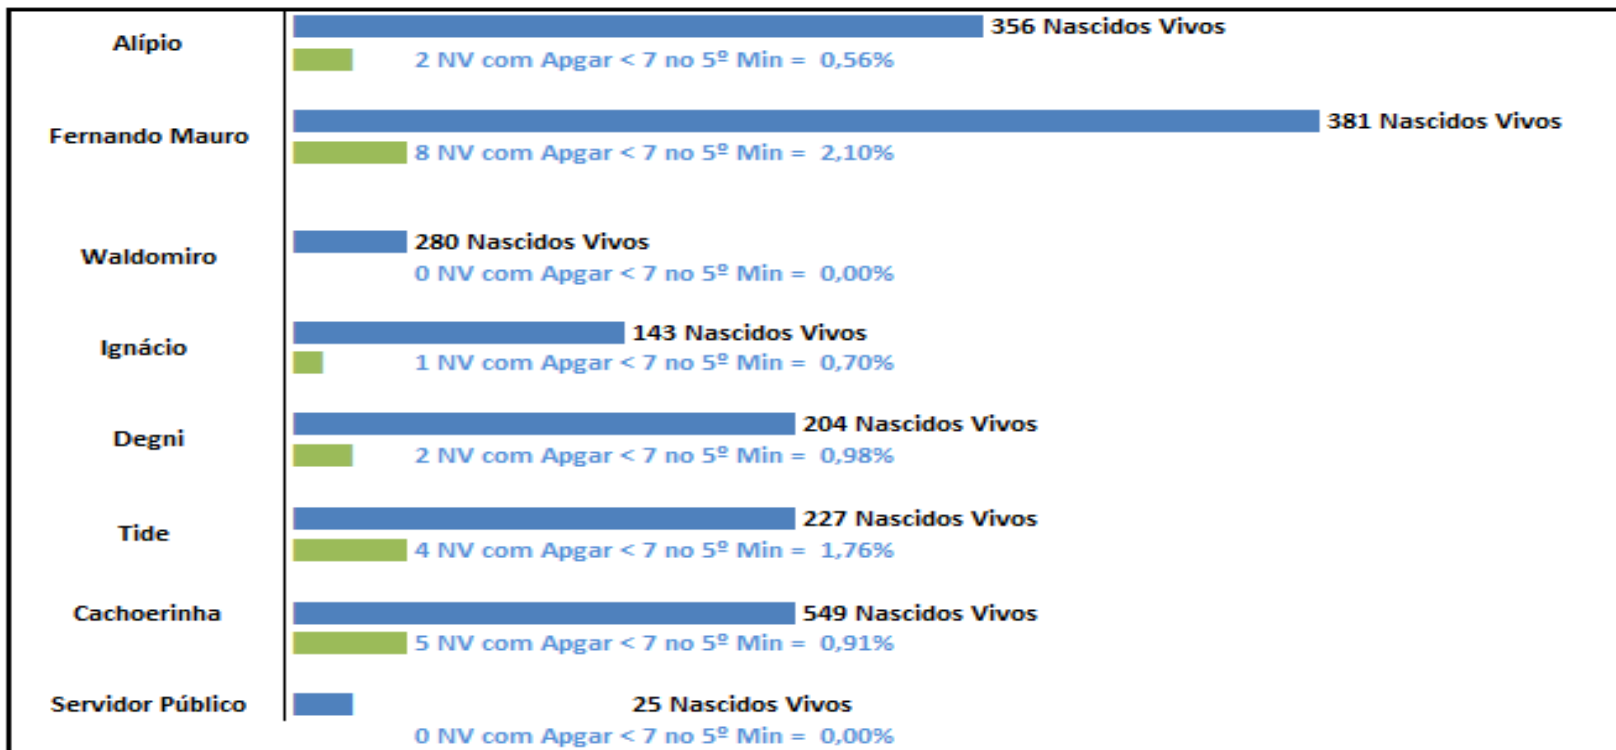 Alípio
356 Nascidos Vivos
2 NV com Apgar < 7 no 5º Min = 0,56%
Fernando Mauro
381 Nascidos Vivos
8 NV com Apgar < 7 no 5º Min = 2,10%
Waldomiro
280 Nascidos Vivos
0 NV com Apgar < 7 no 5º Min = 0,00%
Ignácio
143 Nascidos Vivos
1 NV com Apgar < 7 no 5º Min = 0,70%
Degni
204 Nascidos Vivos
2 NV com Apgar < 7 no 5º Min = 0,98%
Tide
227 Nascidos Vivos
4 NV com Apgar < 7 no 5º Min = 1,76%
Cachoerinha
549 Nascidos Vivos
5 NV com Apgar < 7 no 5º Min = 0,91%
Servidor Público
25 Nascidos Vivos
0 NV com Apgar < 7 no 5º Min = 0,00%